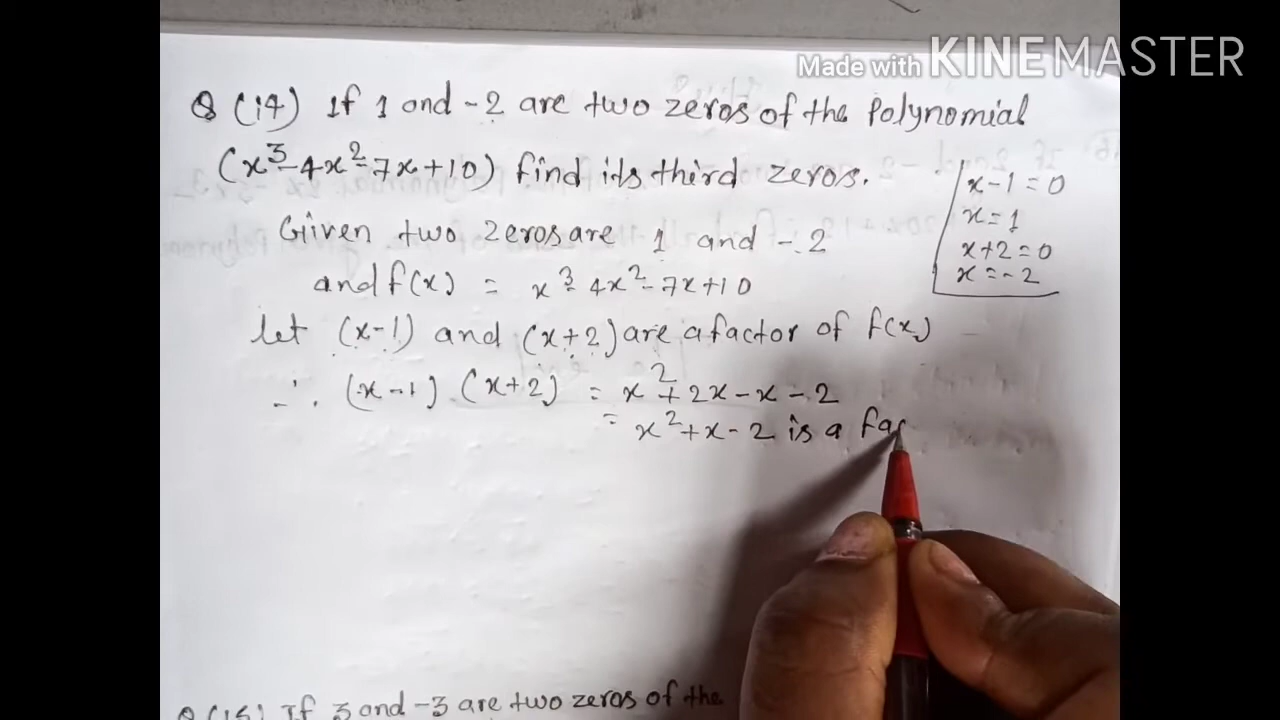 Made with KINEMASTER
Q (14) If 1 and -2 are two zeros of the Polynomial
(x³-4x²-7x+10) find its third zeros.
x-1=0
x=1
x+2=0
x=-2
Given two zeros are 1 and -2
and f(x) = x³-4x²-7x+10
let (x-1) and (x+2) are a factor of f(x)
∴ (x-1) (x+2) = x²+2x-x-2
= x²+x-2 is a fac
Q (15) If 3 and -3 are two zeros of the